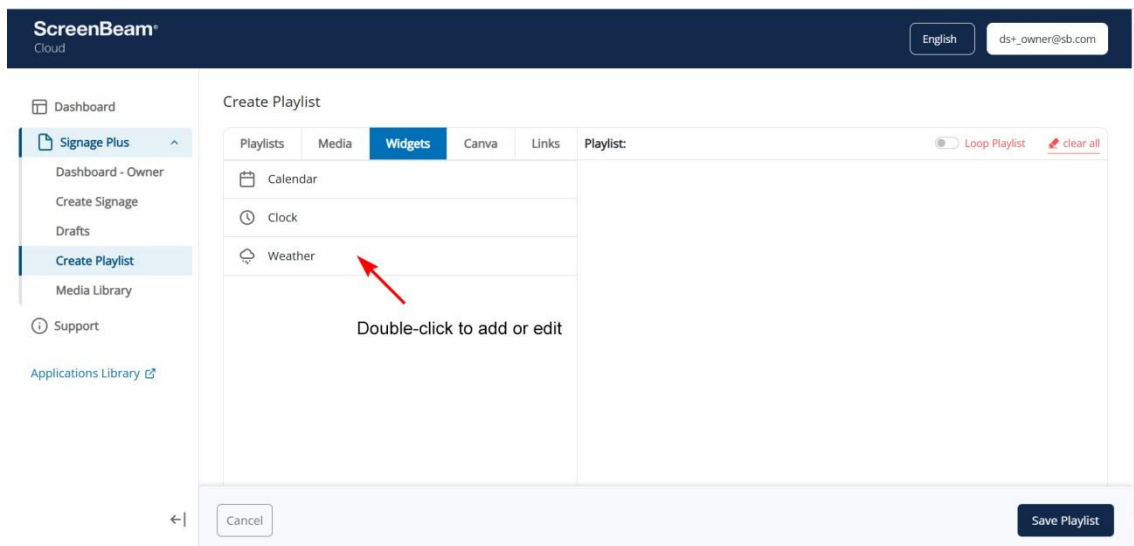 ScreenBeam®
Cloud
English
ds+_owner@sb.com
Dashboard
Signage Plus
Dashboard - Owner
Create Signage
Drafts
Create Playlist
Media Library
Support
Applications Library
Create Playlist
Playlists Media Widgets Canva Links
Playlist:
Loop Playlist
clear all
Calendar
Clock
Weather
Double-click to add or edit
Cancel
Save Playlist